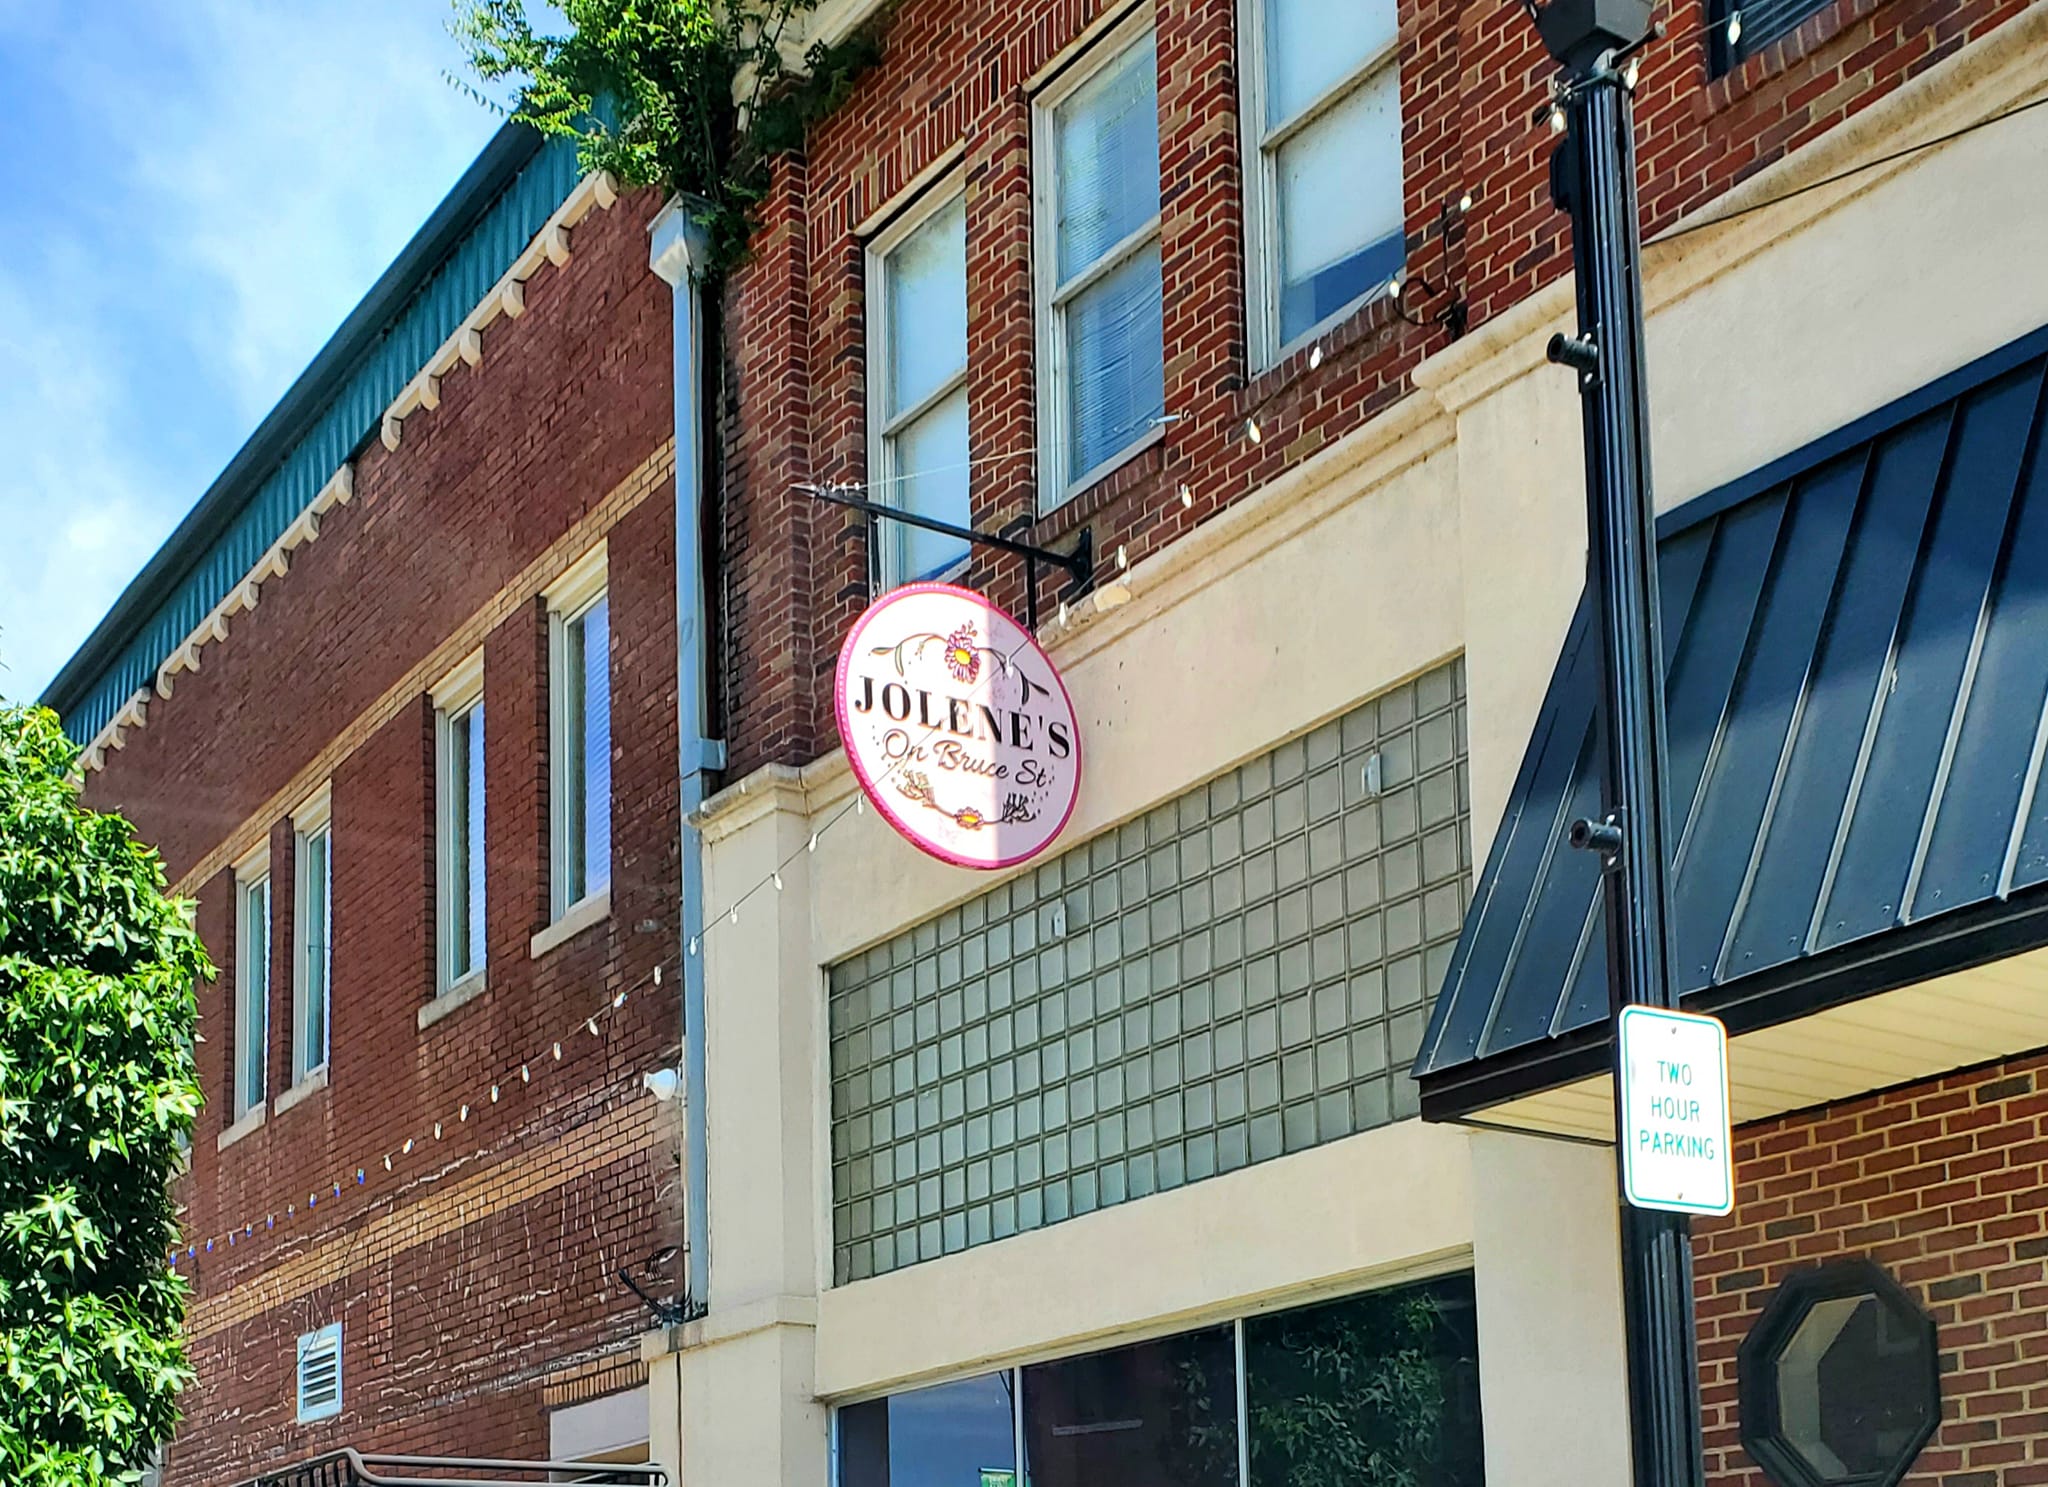 JOLENE'S
On Bruce St.
TWO
HOUR
PARKING